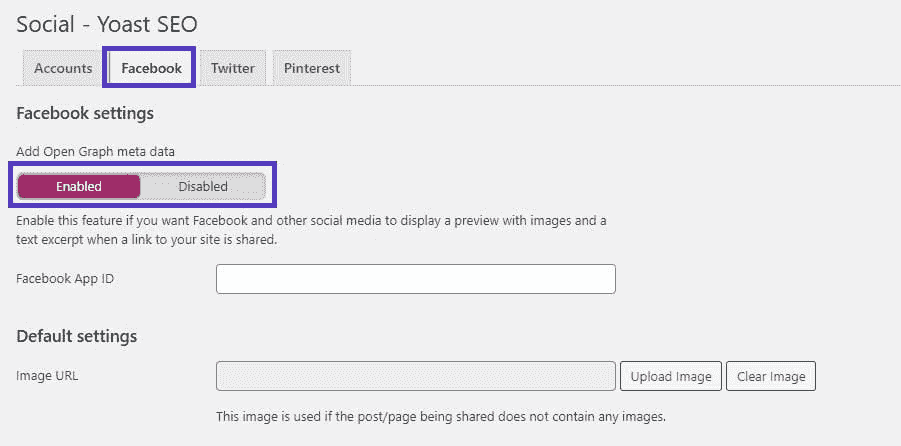 Social - Yoast SEO
Accounts Facebook Twitter Pinterest
Facebook settings
Add Open Graph meta data
Enabled Disabled
Enable this feature if you want Facebook and other social media to display a preview with images and a
text excerpt when a link to your site is shared.
Facebook App ID
Default settings
Image URL Upload Image Clear Image
This image is used if the post/page being shared does not contain any images.